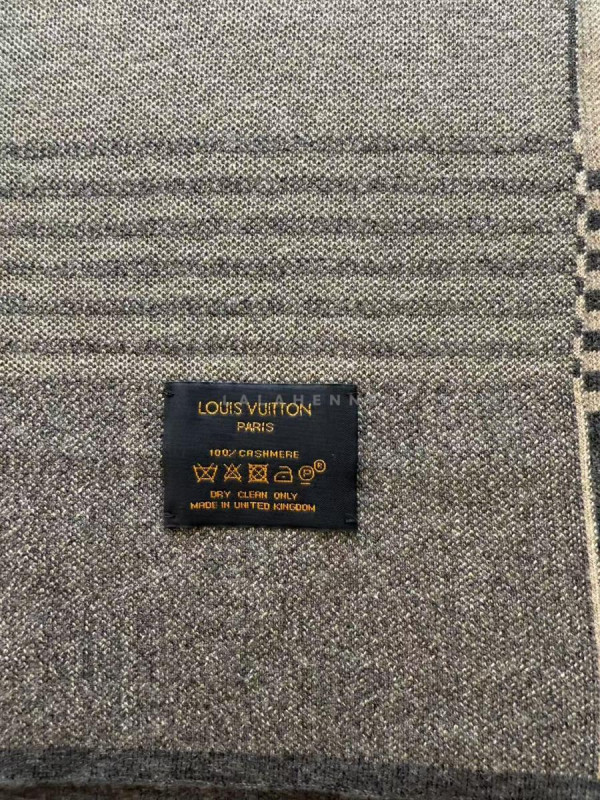 LOUIS VUITTON
PARIS
100% CASHMERE
P ®
DRY CLEAN ONLY
MADE IN UNITED KINGDOM